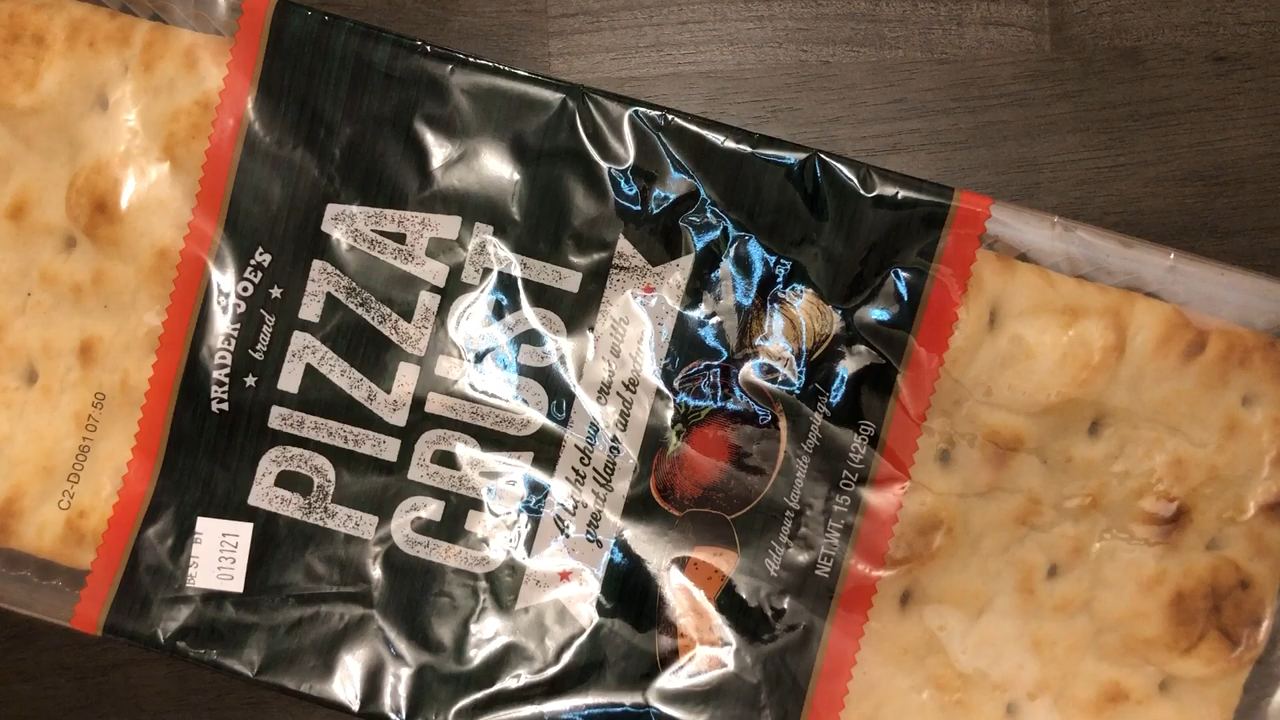 TRADER JOE'S
brand
PIZZA
CRUST
A light chewy crust with
great flavor and texture
Add your favorite toppings!
NET.WT. 15 OZ (425g)
BEST BY
013121
C2-D0061 07:50